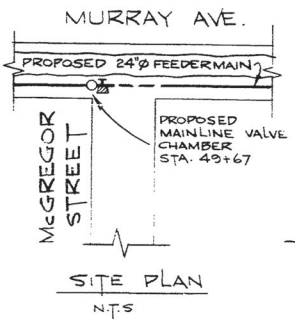 MURRAY AVE.
PROPOSED 24"Ø FEEDERMAIN
PROPOSED
MAINLINE VALVE
CHAMBER
STA. 49+67
McGREGOR
STREET
SITE PLAN
N.T.S